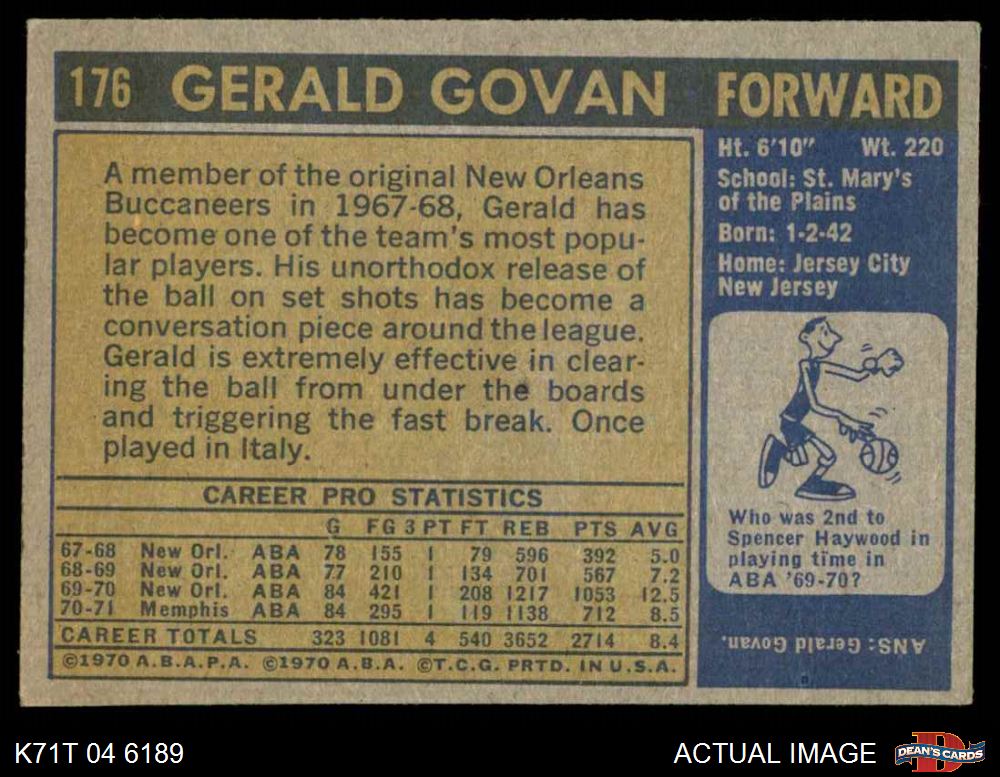 176 GERALD GOVAN FORWARD
A member of the original New Orleans
Buccaneers in 1967-68, Gerald has
become one of the team's most popu-
lar players. His unorthodox release of
the ball on set shots has become a
conversation piece around the league.
Gerald is extremely effective in clear-
ing the ball from under the boards
and triggering the fast break. Once
played in Italy.
CAREER PRO STATISTICS
G FG 3 PT FT REB PTS AVG
67-68 New Orl. ABA 78 155 1 79 596 392 5.0
68-69 New Orl. ABA 77 210 1 134 701 567 7.2
69-70 New Orl. ABA 84 421 1 208 1217 1053 12.5
70-71 Memphis ABA 84 295 1 119 1138 712 8.5
CAREER TOTALS 323 1081 4 540 3652 2714 8.4
©1970 A.B.A.P.A. ©1970 A.B.A. ©T.C.G. PRTD. IN U.S.A.
Ht. 6'10" Wt. 220
School: St. Mary's
of the Plains
Born: 1-2-42
Home: Jersey City
New Jersey
Who was 2nd to
Spencer Haywood in
playing time in
ABA '69-70?
ANS: Gerald Govan.
K71T 04 6189
ACTUAL IMAGE
D
DEAN'S CARDS